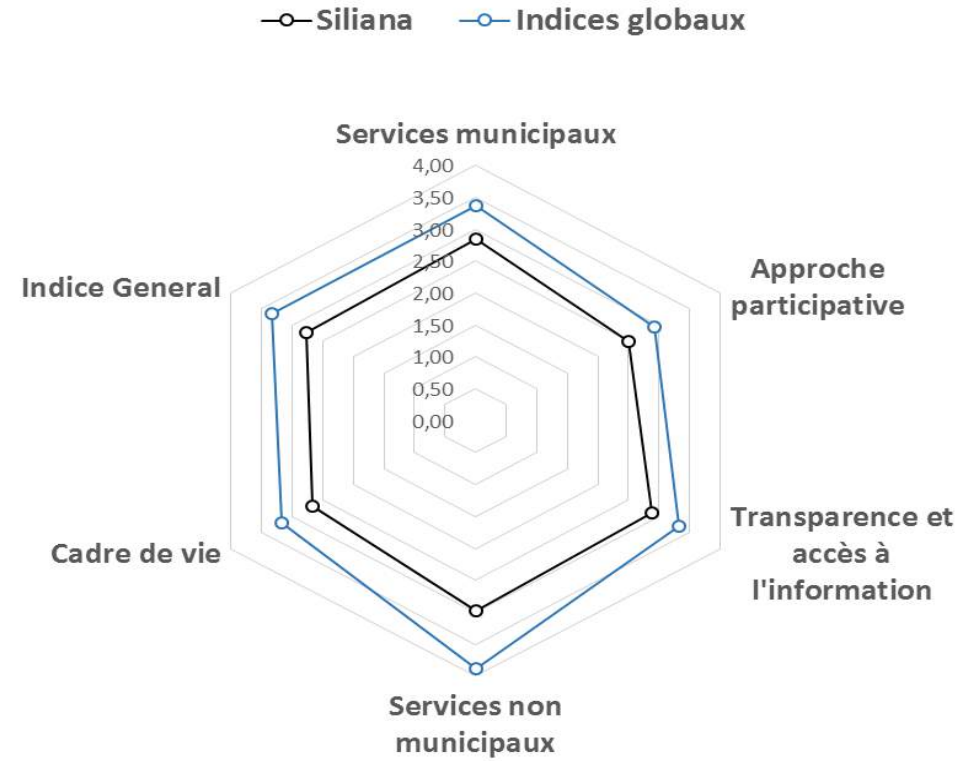 Siliana
Indices globaux
Services municipaux
4,00
3,50
3,00
2,50
2,00
1,50
1,00
0,50
0,00
Approche
participative
Transparence et
accès à
l'information
Services non
municipaux
Cadre de vie
Indice General